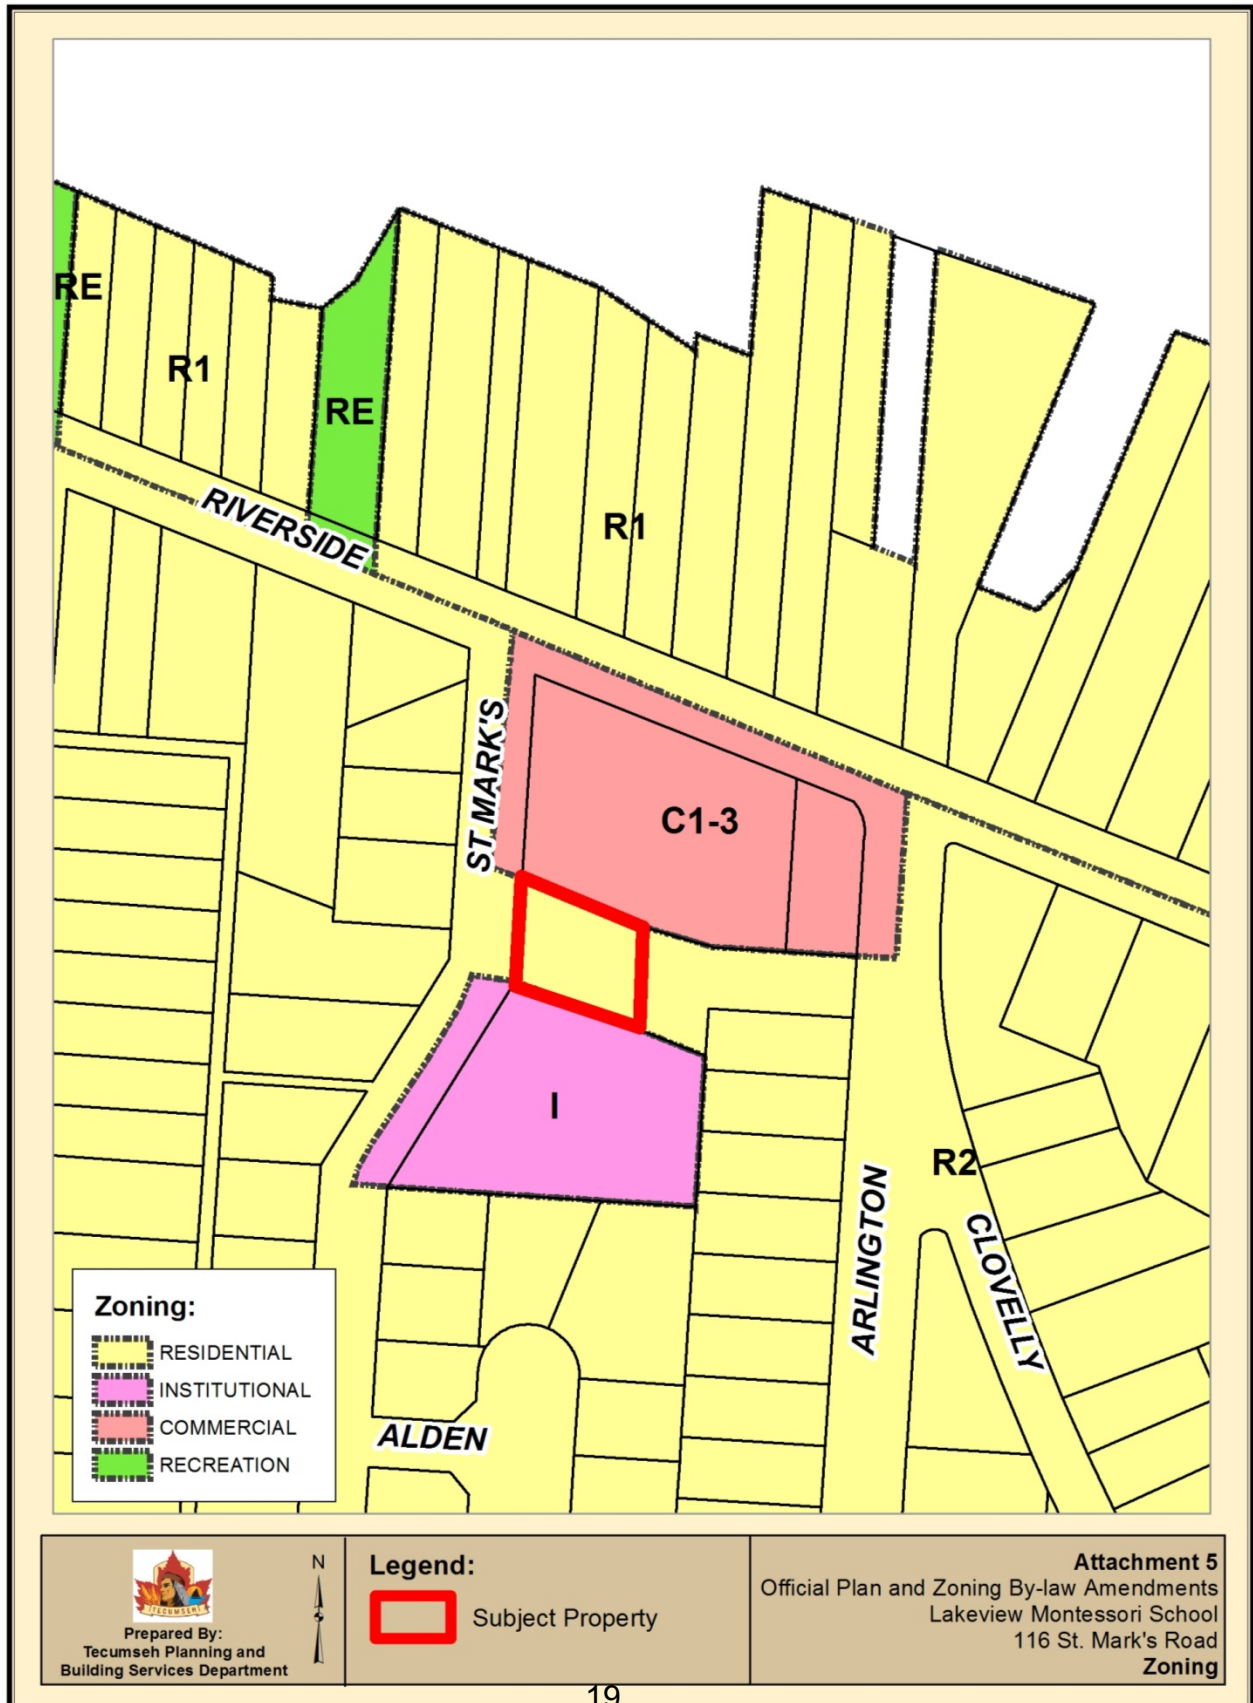 RE
R1
RE
R1
RIVERSIDE
ST. MARK'S
C1-3
I
R2
ARLINGTON
CLOVELLY
ALDEN
Zoning:
RESIDENTIAL
INSTITUTIONAL
COMMERCIAL
RECREATION
TECUMSEH
Prepared By:
Tecumseh Planning and
Building Services Department
N
Legend:
Subject Property
Attachment 5
Official Plan and Zoning By-law Amendments
Lakeview Montessori School
116 St. Mark's Road
Zoning
19